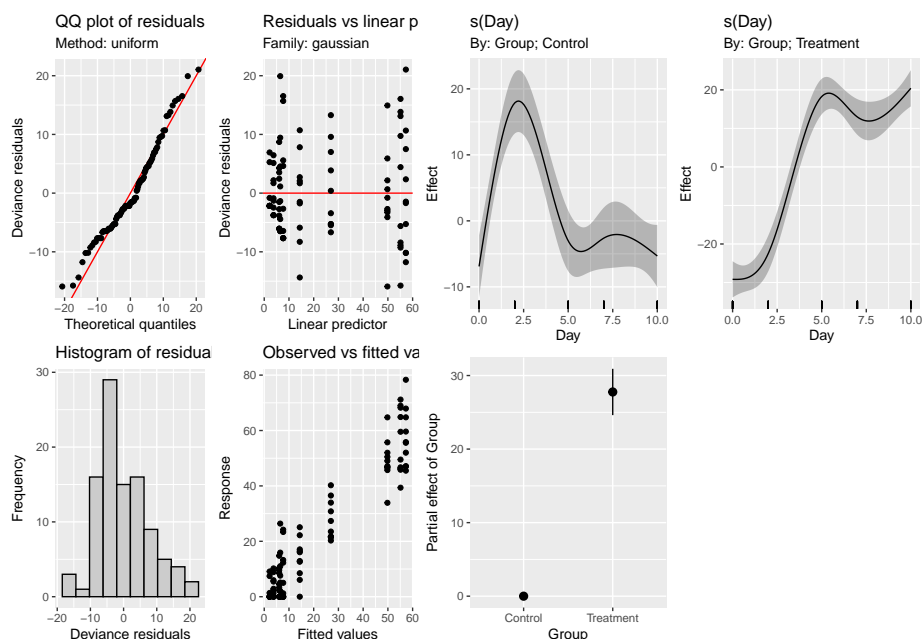 QQ plot of residuals
Method: uniform
20
10
0
−10
Deviance residuals
−20 −10 0 10 20
Theoretical quantiles
Residuals vs linear p
Family: gaussian
20
10
0
−10
Deviance residuals
0 10 20 30 40 50 60
Linear predictor
s(Day)
By: Group; Control
20
10
0
−10
Effect
0.0 2.5 5.0 7.5 10.0
Day
s(Day)
By: Group; Treatment
20
0
−20
Effect
0.0 2.5 5.0 7.5 10.0
Day
Histogram of residual
30
20
10
0
Frequency
−20 −10 0 10 20
Deviance residuals
Observed vs fitted va
80
70
60
50
40
30
20
10
0
Response
0 10 20 30 40 50 60
Fitted values
30
20
10
0
Partial effect of Group
Control Treatment
Group